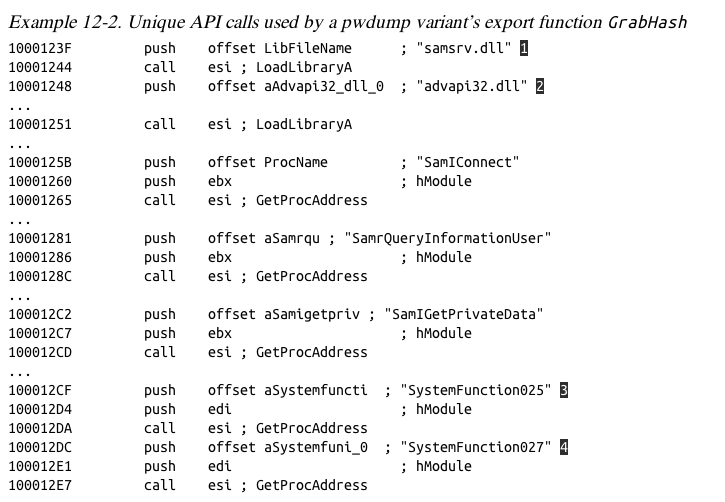 Example 12-2. Unique API calls used by a pwdump variant's export function GrabHash
1000123F push offset LibFileName ; "samsrv.dll" 1
10001244 call esi ; LoadLibraryA
10001248 push offset aAdvapi32_dll_0 ; "advapi32.dll" 2
...
10001251 call esi ; LoadLibraryA
...
1000125B push offset ProcName ; "SamIConnect"
10001260 push ebx ; hModule
10001265 call esi ; GetProcAddress
...
10001281 push offset aSamrqu ; "SamrQueryInformationUser"
10001286 push ebx ; hModule
1000128C call esi ; GetProcAddress
...
100012C2 push offset aSamigetpriv ; "SamIGetPrivateData"
100012C7 push ebx ; hModule
100012CD call esi ; GetProcAddress
...
100012CF push offset aSystemfuncti ; "SystemFunction025" 3
100012D4 push edi ; hModule
100012DA call esi ; GetProcAddress
100012DC push offset aSystemfuni_0 ; "SystemFunction027" 4
100012E1 push edi ; hModule
100012E7 call esi ; GetProcAddress